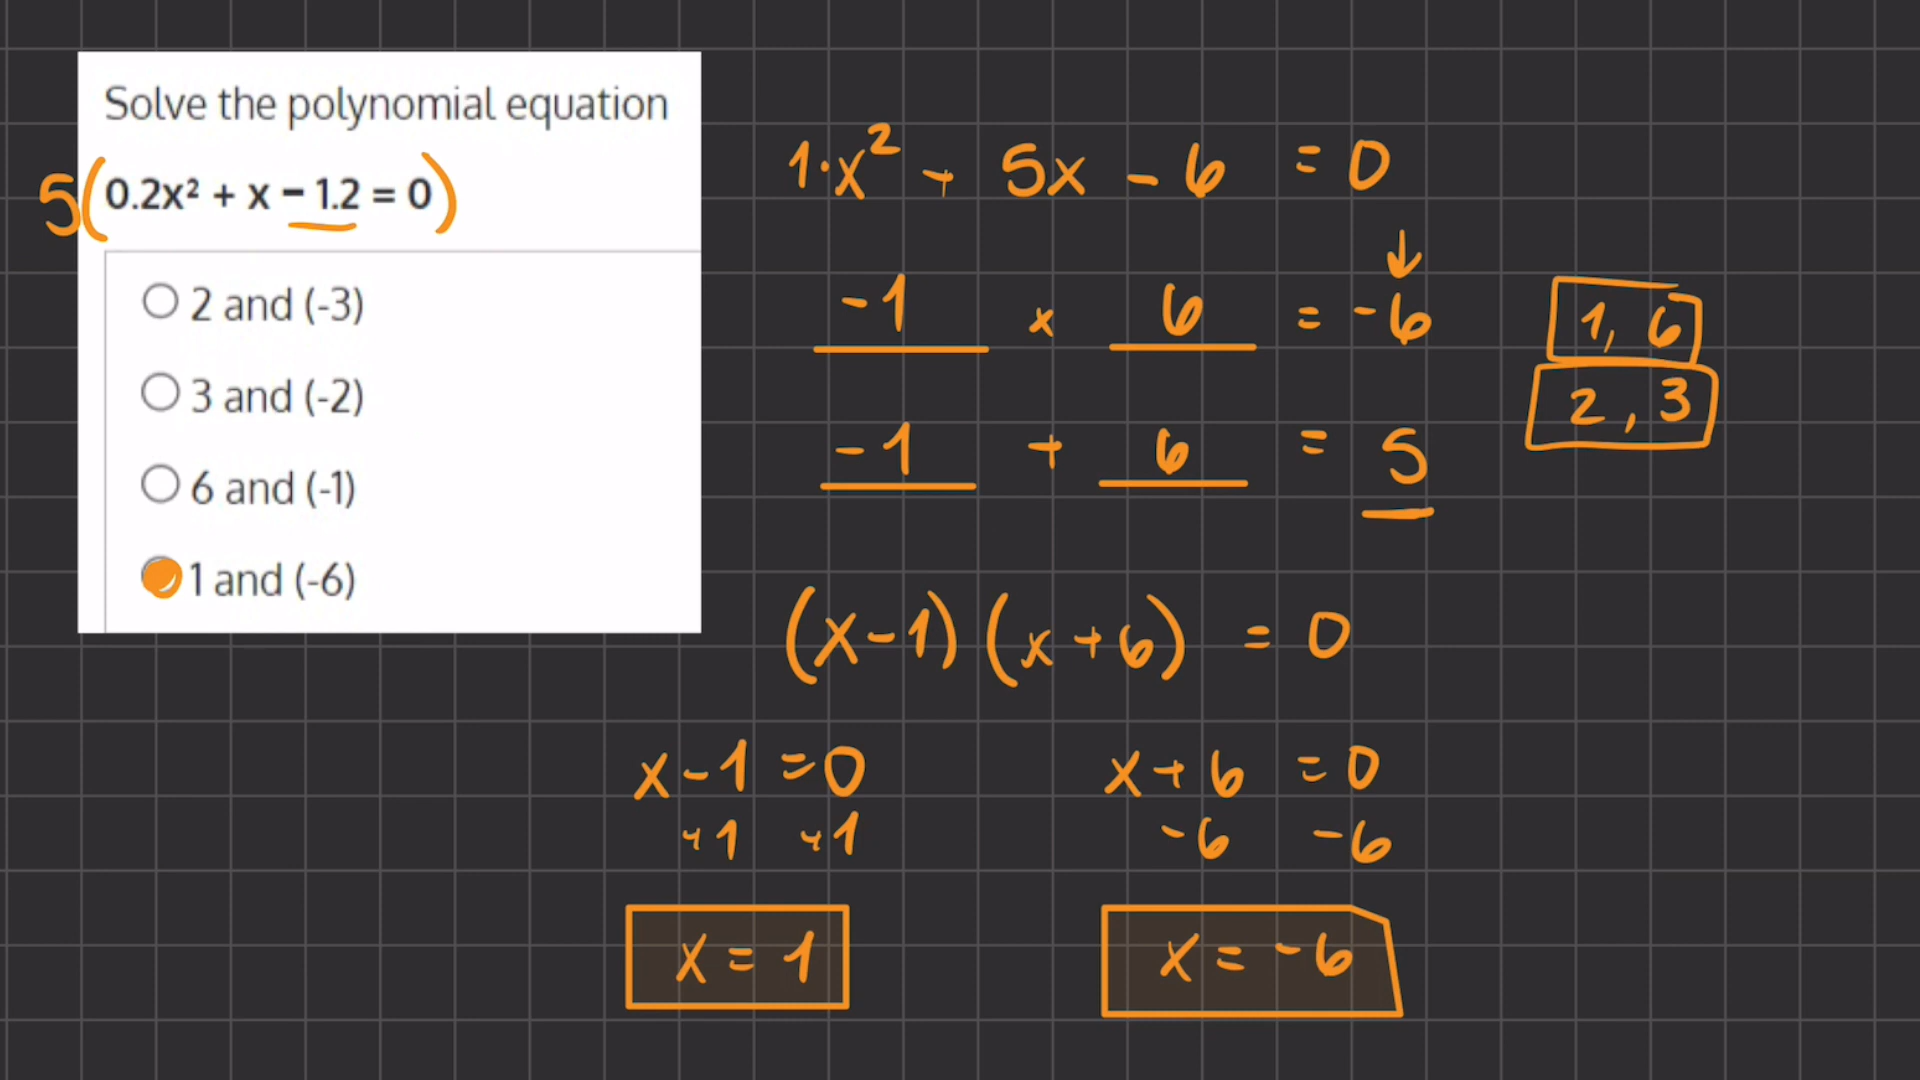 Solve the polynomial equation
5(0.2x² + x − 1.2 = 0)
2 and (-3)
3 and (-2)
6 and (-1)
1 and (-6)
1·x² + 5x - 6 = 0
↓
-1 x 6 = -6
1, 6
2, 3
-1 + 6 = 5
(x-1)(x+6) = 0
x-1=0 x+6 =0
+1 +1 -6 -6
x = 1 x = -6